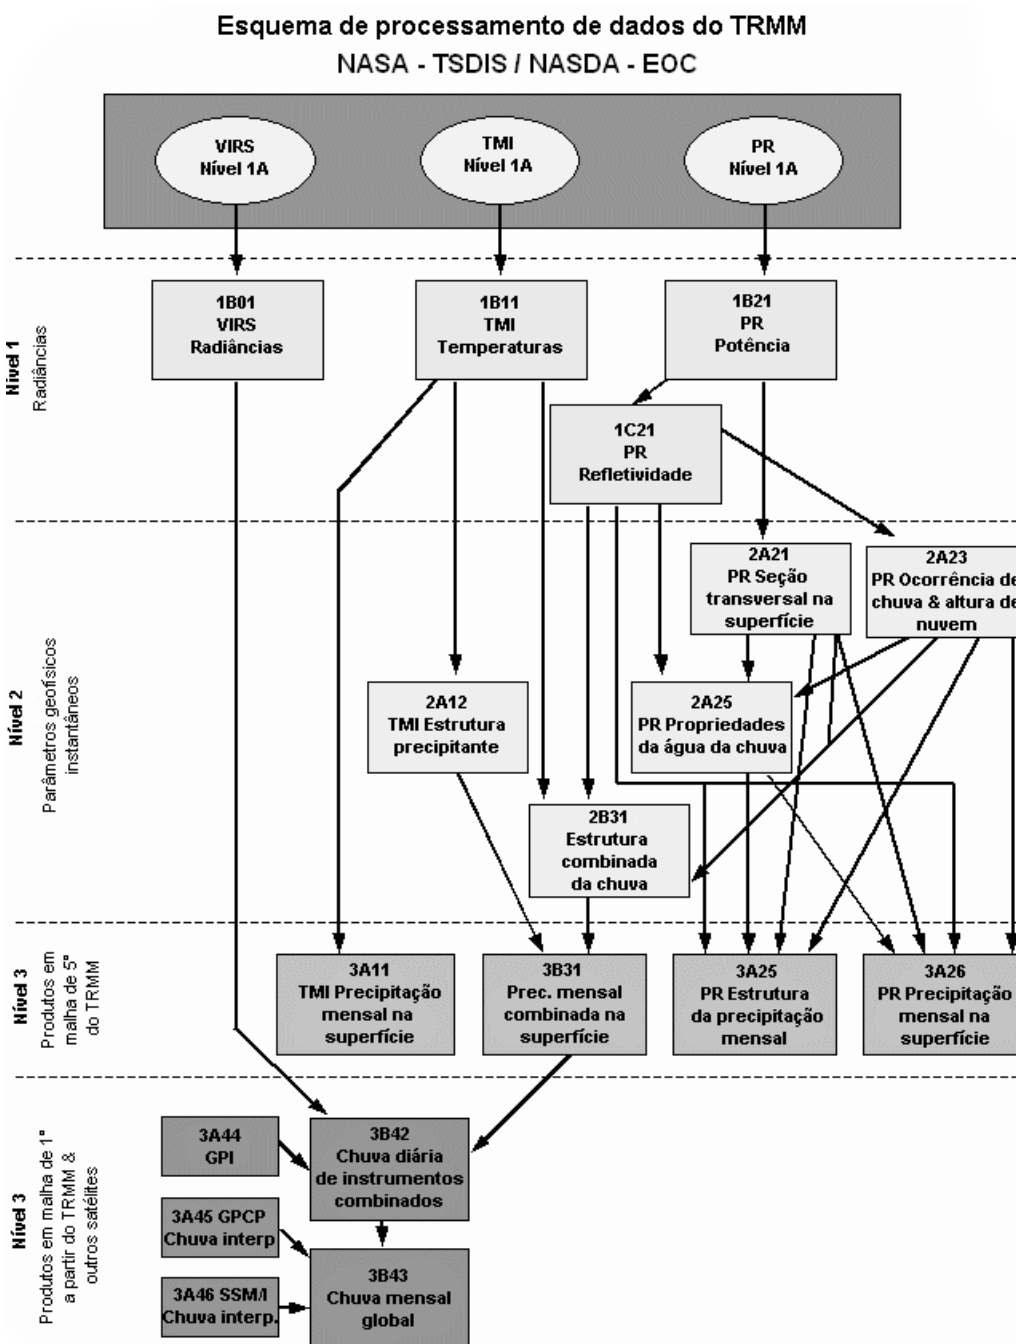 Esquema de processamento de dados do TRMM
NASA - TSDIS / NASDA - EOC
VIRS
Nível 1A
TMI
Nível 1A
PR
Nível 1A
Nível 1
Radiâncias
1B01
VIRS
Radiâncias
1B11
TMI
Temperaturas
1B21
PR
Potência
1C21
PR
Refletividade
Nível 2
Parâmetros geofísicos
instantâneos
2A21
PR Seção
transversal na
superfície
2A23
PR Ocorrência de
chuva & altura de
nuvem
2A12
TMI Estrutura
precipitante
2A25
PR Propriedades
da água da chuva
2B31
Estrutura
combinada
da chuva
Nível 3
Produtos em
malha de 5°
do TRMM
3A11
TMI Precipitação
mensal na
superfície
3B31
Prec. mensal
combinada na
superfície
3A25
PR Estrutura
da precipitação
mensal
3A26
PR Precipitação
mensal na
superfície
Nível 3
Produtos em malha de 1°
a partir do TRMM &
outros satélites
3A44
GPI
3B42
Chuva diária
de instrumentos
combinados
3A45 GPCP
Chuva interp
3A46 SSM/I
Chuva interp.
3B43
Chuva mensal
global